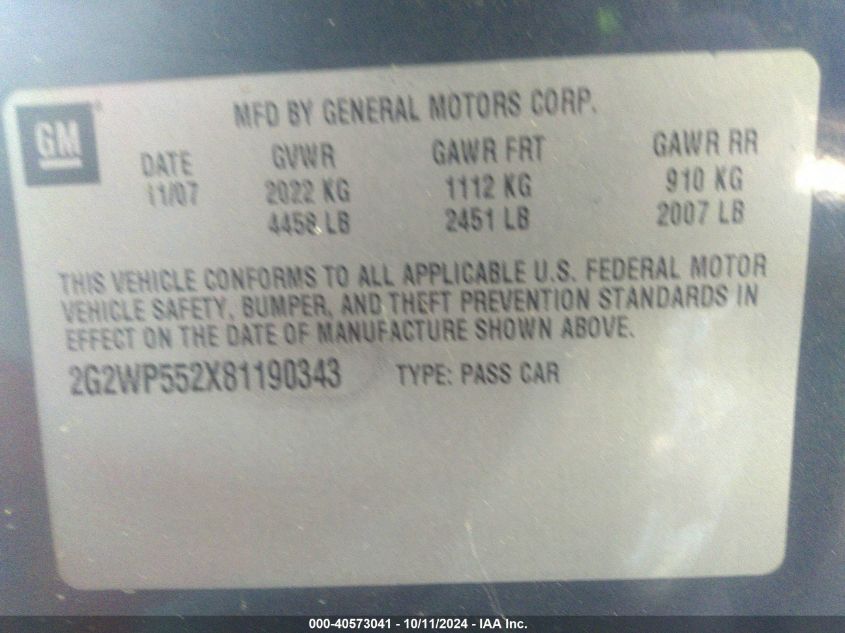 GM®
MFD BY GENERAL MOTORS CORP.
DATE GVWR GAWR FRT GAWR RR
11/07 2022 KG 1112 KG 910 KG
4458 LB 2451 LB 2007 LB
THIS VEHICLE CONFORMS TO ALL APPLICABLE U.S. FEDERAL MOTOR
VEHICLE SAFETY, BUMPER, AND THEFT PREVENTION STANDARDS IN
EFFECT ON THE DATE OF MANUFACTURE SHOWN ABOVE.
2G2WP552X81190343 TYPE: PASS CAR
000-40573041 - 10/11/2024 - IAA Inc.